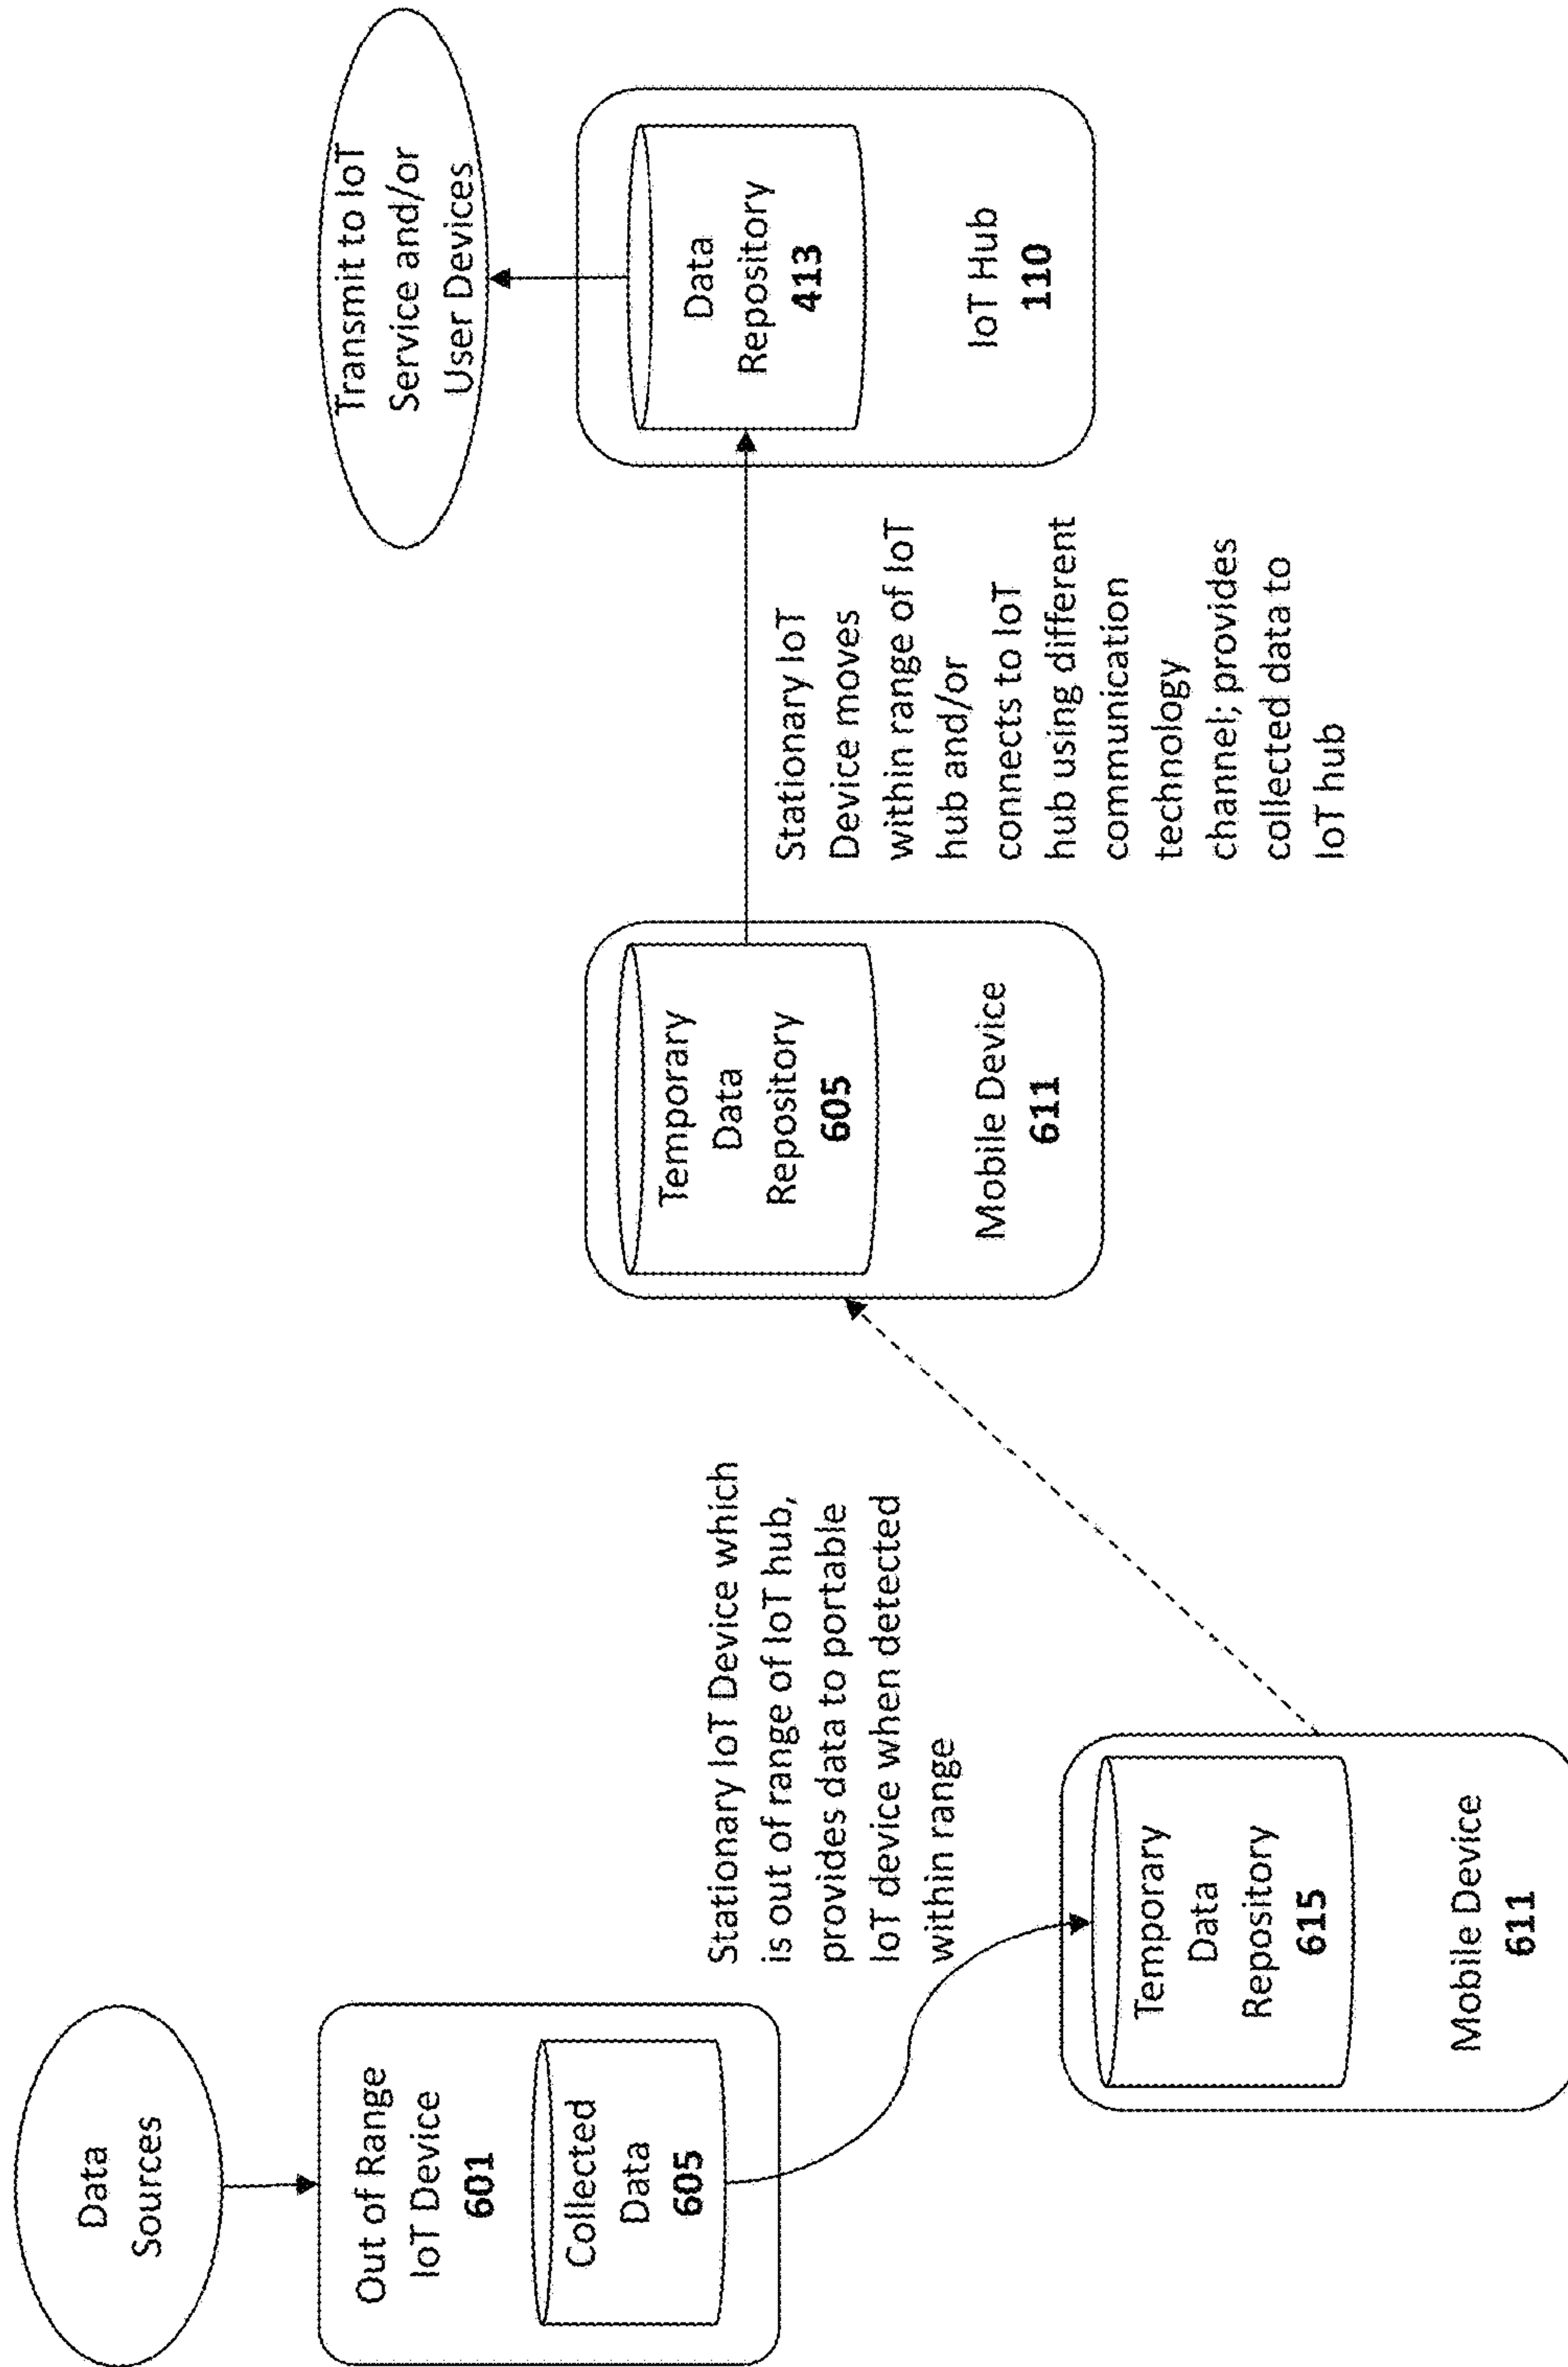 Data
Sources
Out of Range
IoT Device
601
Collected
Data
605
Stationary IoT Device which
is out of range of IoT hub,
provides data to portable
IoT device when detected
within range
Temporary
Data
Repository
615
Mobile Device
611
Temporary
Data
Repository
605
Mobile Device
611
Stationary IoT
Device moves
within range of IoT
hub and/or
connects to IoT
hub using different
communication
technology
channel; provides
collected data to
IoT hub
Transmit to IoT
Service and/or
User Devices
Data
Repository
413
IoT Hub
110